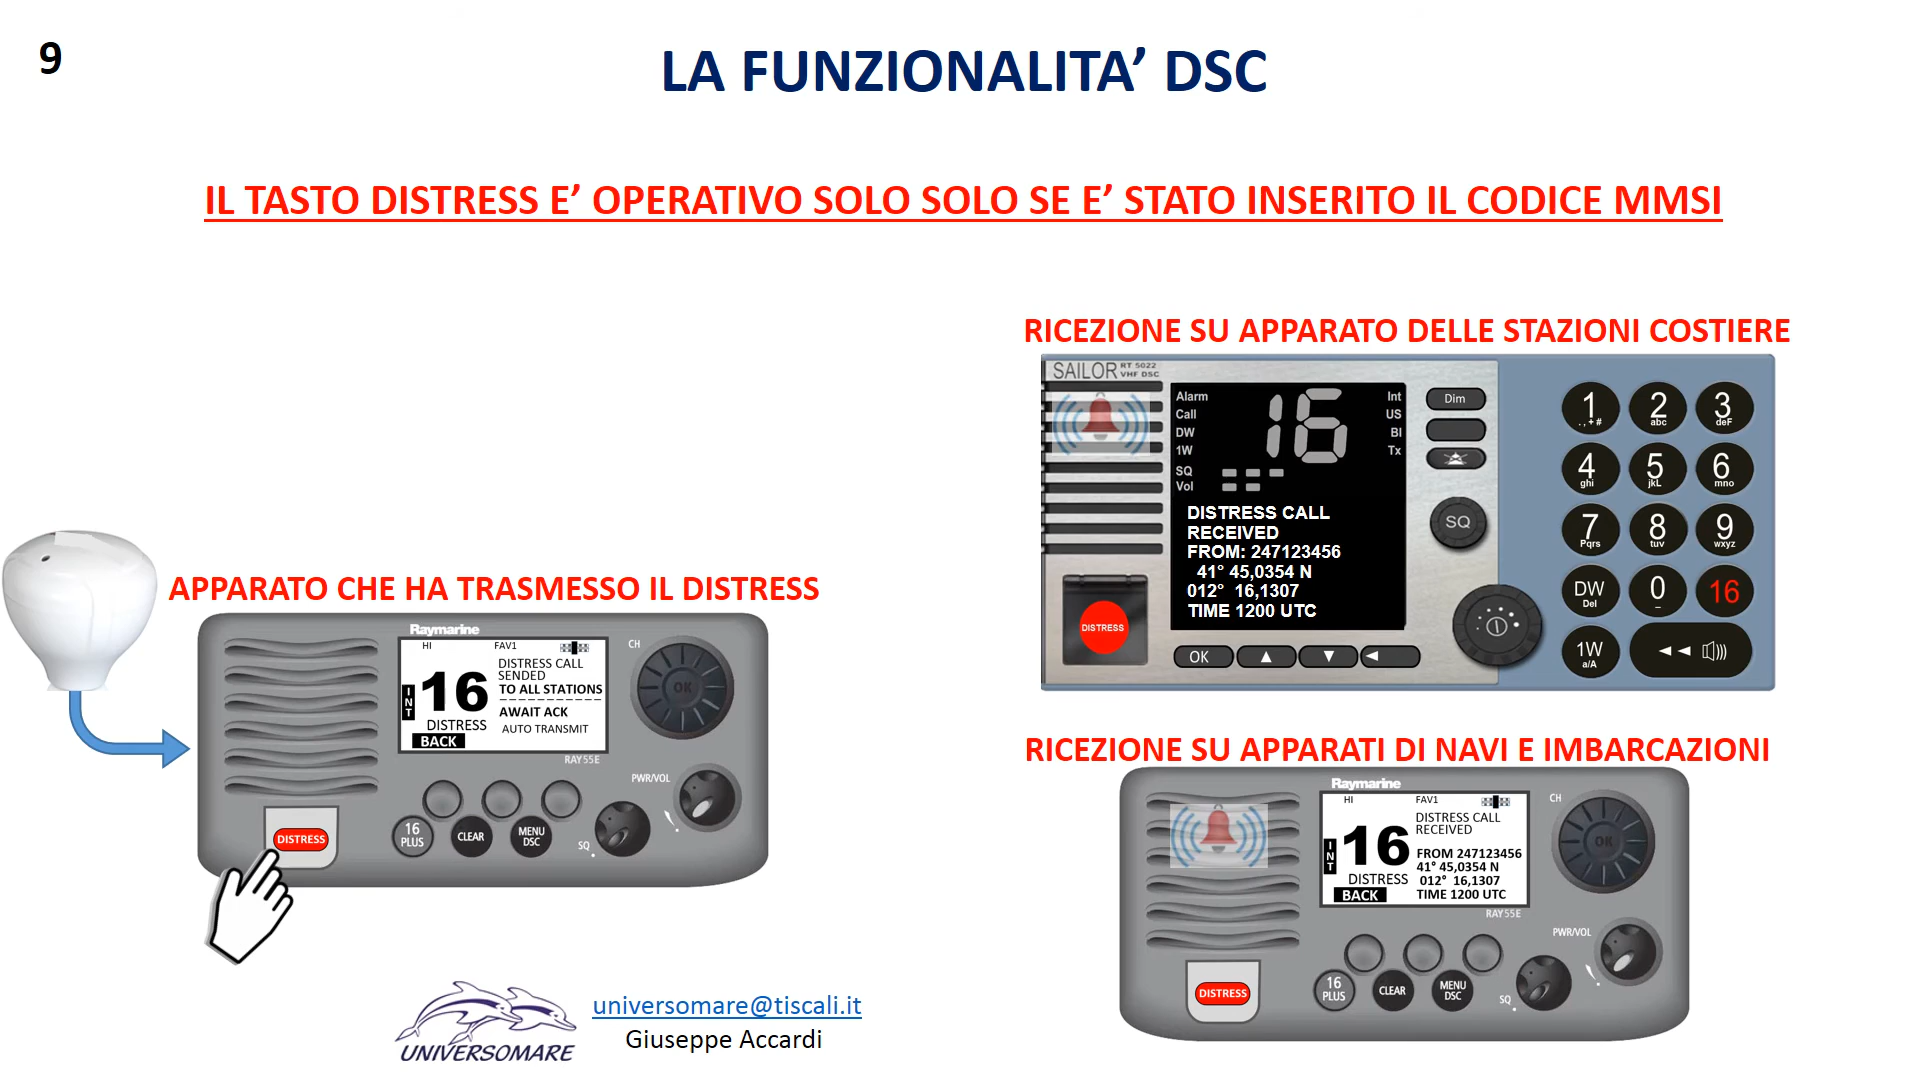 9
LA FUNZIONALITA’ DSC
IL TASTO DISTRESS E’ OPERATIVO SOLO SOLO SE E’ STATO INSERITO IL CODICE MMSI
RICEZIONE SU APPARATO DELLE STAZIONI COSTIERE
SAILOR RT 5022
VHF DSC
Alarm
Call
DW
1W
SQ
Vol
16
Int
US
BI
Tx
DISTRESS CALL
RECEIVED
FROM: 247123456
41° 45,0354 N
012° 16,1307
TIME 1200 UTC
DISTRESS
OK
Dim
SQ
1 . , + #
2 abc
3 deF
4 ghi
5 jkL
6 mno
7 Pqrs
8 tuv
9 wxyz
DW Del
0 _
16
1W a/A
APPARATO CHE HA TRASMESSO IL DISTRESS
Raymarine
HI FAV1
INT
16
DISTRESS
BACK
DISTRESS CALL
SENDED
TO ALL STATIONS
AWAIT ACK
AUTO TRANSMIT
RAY55E
CH
OK
PWR/VOL
SQ
16 PLUS
CLEAR
MENU DSC
DISTRESS
RICEZIONE SU APPARATI DI NAVI E IMBARCAZIONI
Raymarine
HI FAV1
INT
16
DISTRESS
BACK
DISTRESS CALL
RECEIVED
FROM 247123456
41° 45,0354 N
012° 16,1307
TIME 1200 UTC
RAY55E
CH
OK
PWR/VOL
SQ
16 PLUS
CLEAR
MENU DSC
DISTRESS
UNIVERSOMARE
universomare@tiscali.it
Giuseppe Accardi